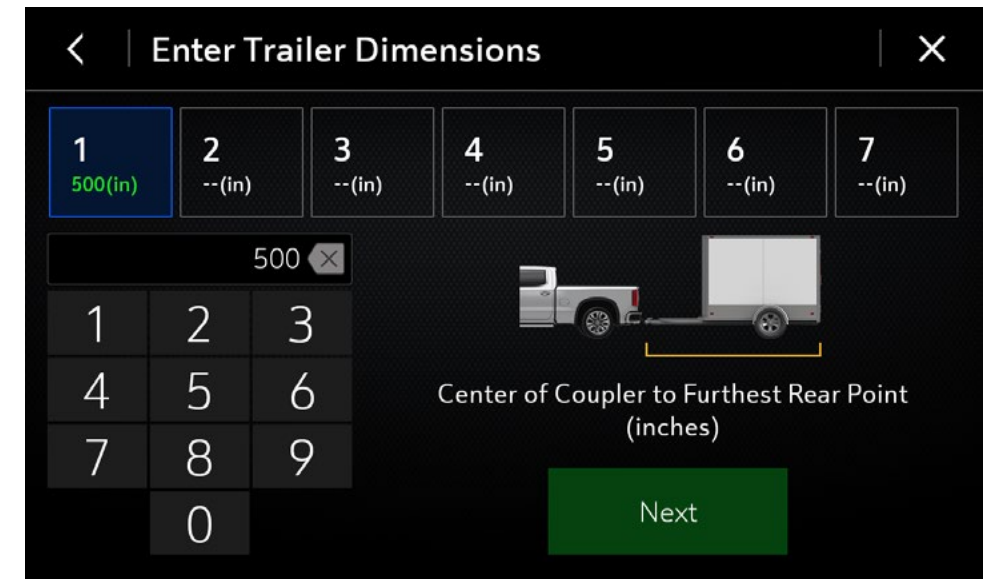 Enter Trailer Dimensions
1
500(in)
2
--(in)
3
--(in)
4
--(in)
5
--(in)
6
--(in)
7
--(in)
500
1 2 3
4 5 6
7 8 9
0
Center of Coupler to Furthest Rear Point
(inches)
Next